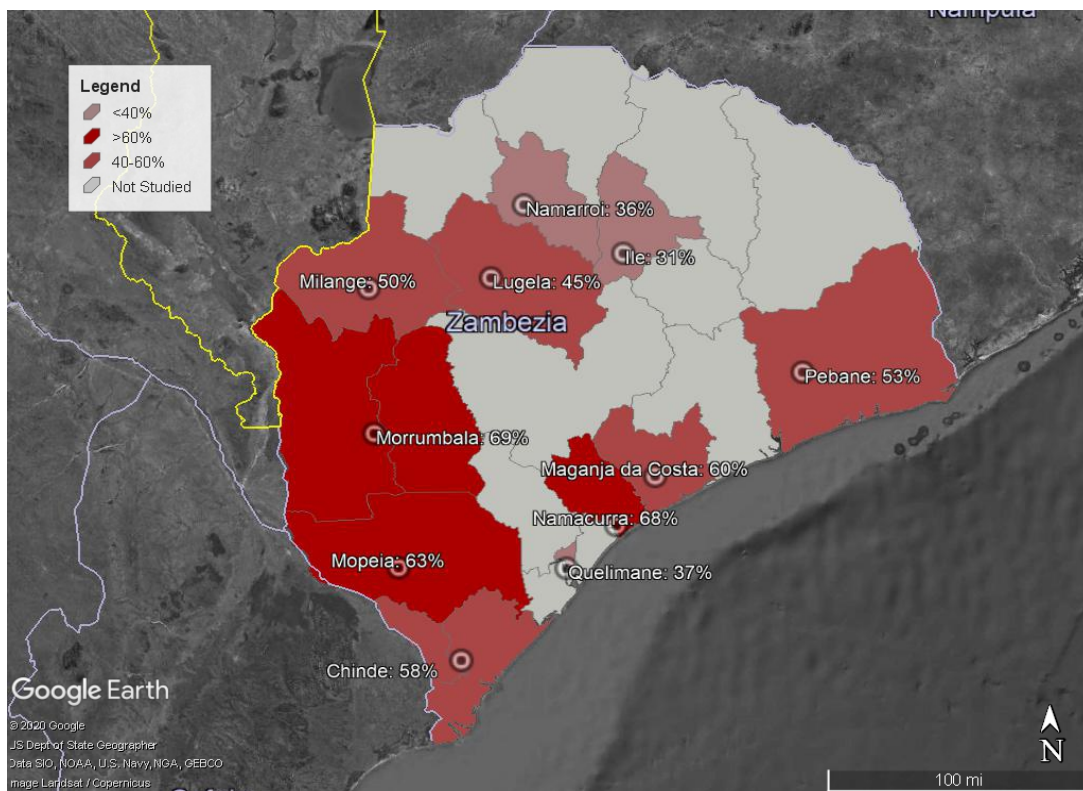 Nampula
Legend
<40%
>60%
40-60%
Not Studied
Namarroi: 36%
Ile: 31%
Milange: 50%
Lugela: 45%
Zambezia
Pebane: 53%
Morrumbala: 69%
Maganja da Costa: 60%
Namacurra: 68%
Mopeia: 63%
Quelimane: 37%
Chinde: 58%
Google Earth
© 2020 Google
US Dept of State Geographer
Data SIO, NOAA, U.S. Navy, NGA, GEBCO
Image Landsat / Copernicus
N
100 mi